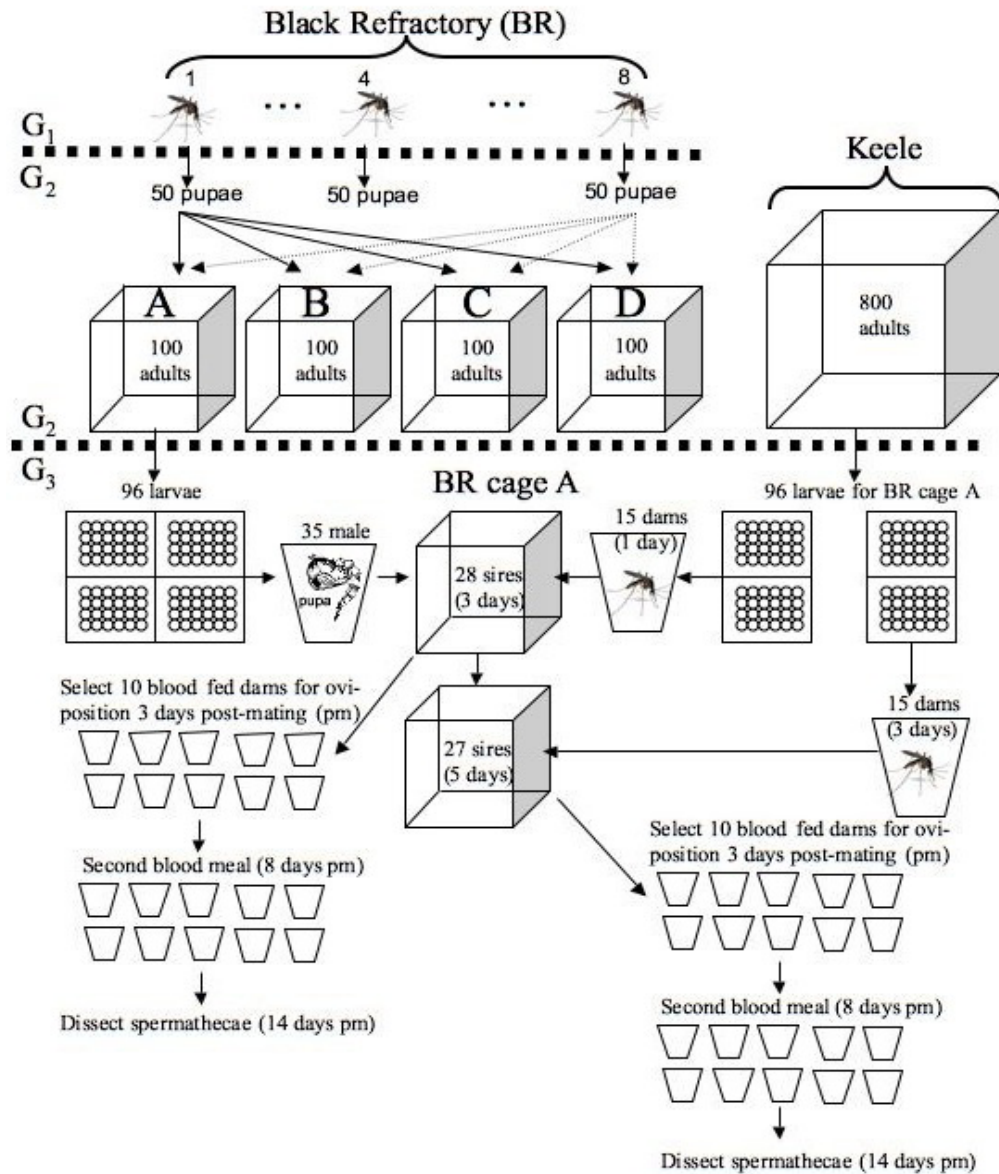 Black Refractory (BR)
1
4
8
G1
G2
50 pupae
50 pupae
50 pupae
Keele
A
B
C
D
100
adults
100
adults
100
adults
100
adults
800
adults
G2
G3
96 larvae
BR cage A
96 larvae for BR cage A
35 male
pupa
28 sires
(3 days)
15 dams
(1 day)
Select 10 blood fed dams for ovi-
position 3 days post-mating (pm)
27 sires
(5 days)
15 dams
(3 days)
Second blood meal (8 days pm)
Dissect spermathecae (14 days pm)
Select 10 blood fed dams for ovi-
position 3 days post-mating (pm)
Second blood meal (8 days pm)
Dissect spermathecae (14 days pm)